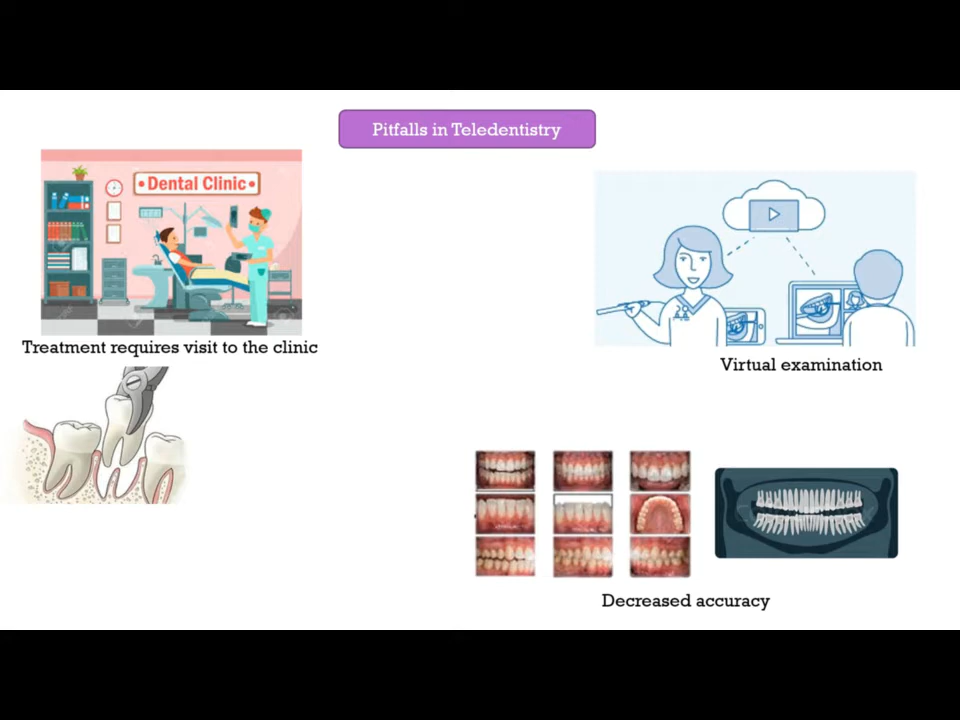 Pitfalls in Teledentistry
•Dental Clinic•
Treatment requires visit to the clinic
Virtual examination
Decreased accuracy